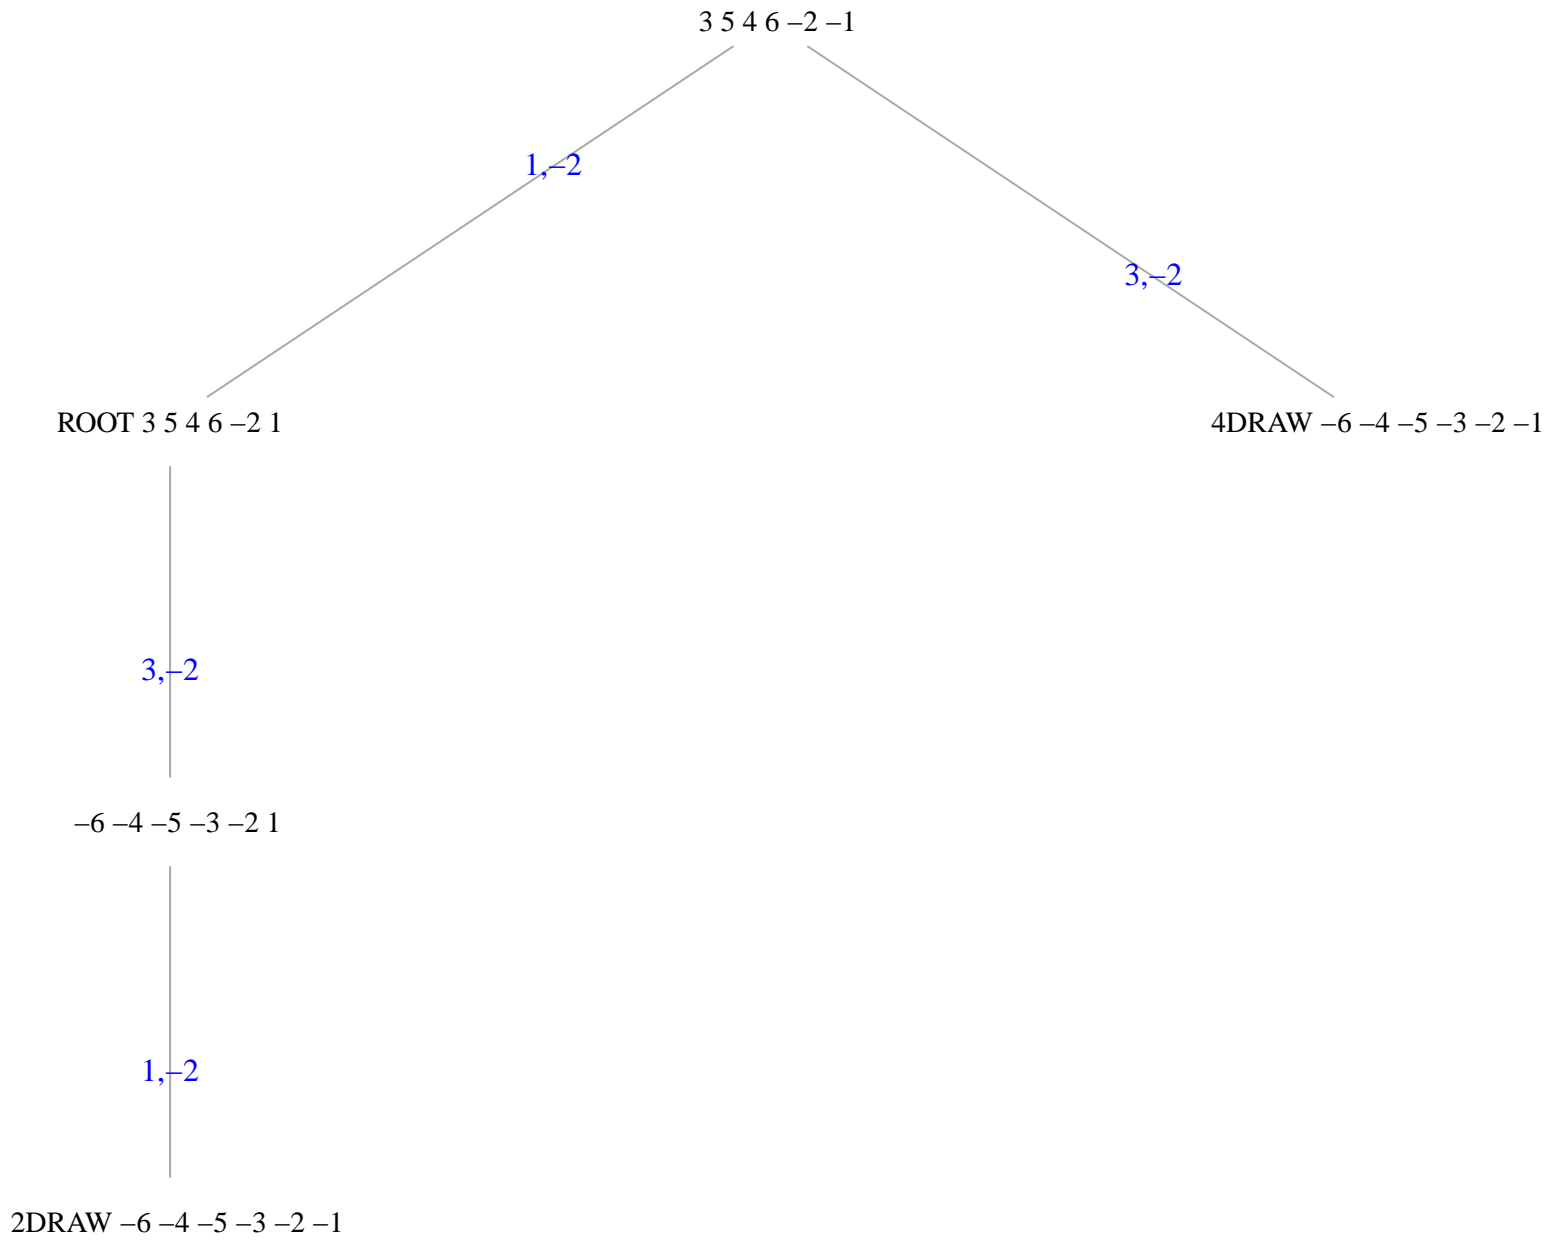 3 5 4 6 –2 –1
1,–2
3,–2
ROOT 3 5 4 6 –2 1
4DRAW –6 –4 –5 –3 –2 –1
3,–2
–6 –4 –5 –3 –2 1
1,–2
2DRAW –6 –4 –5 –3 –2 –1